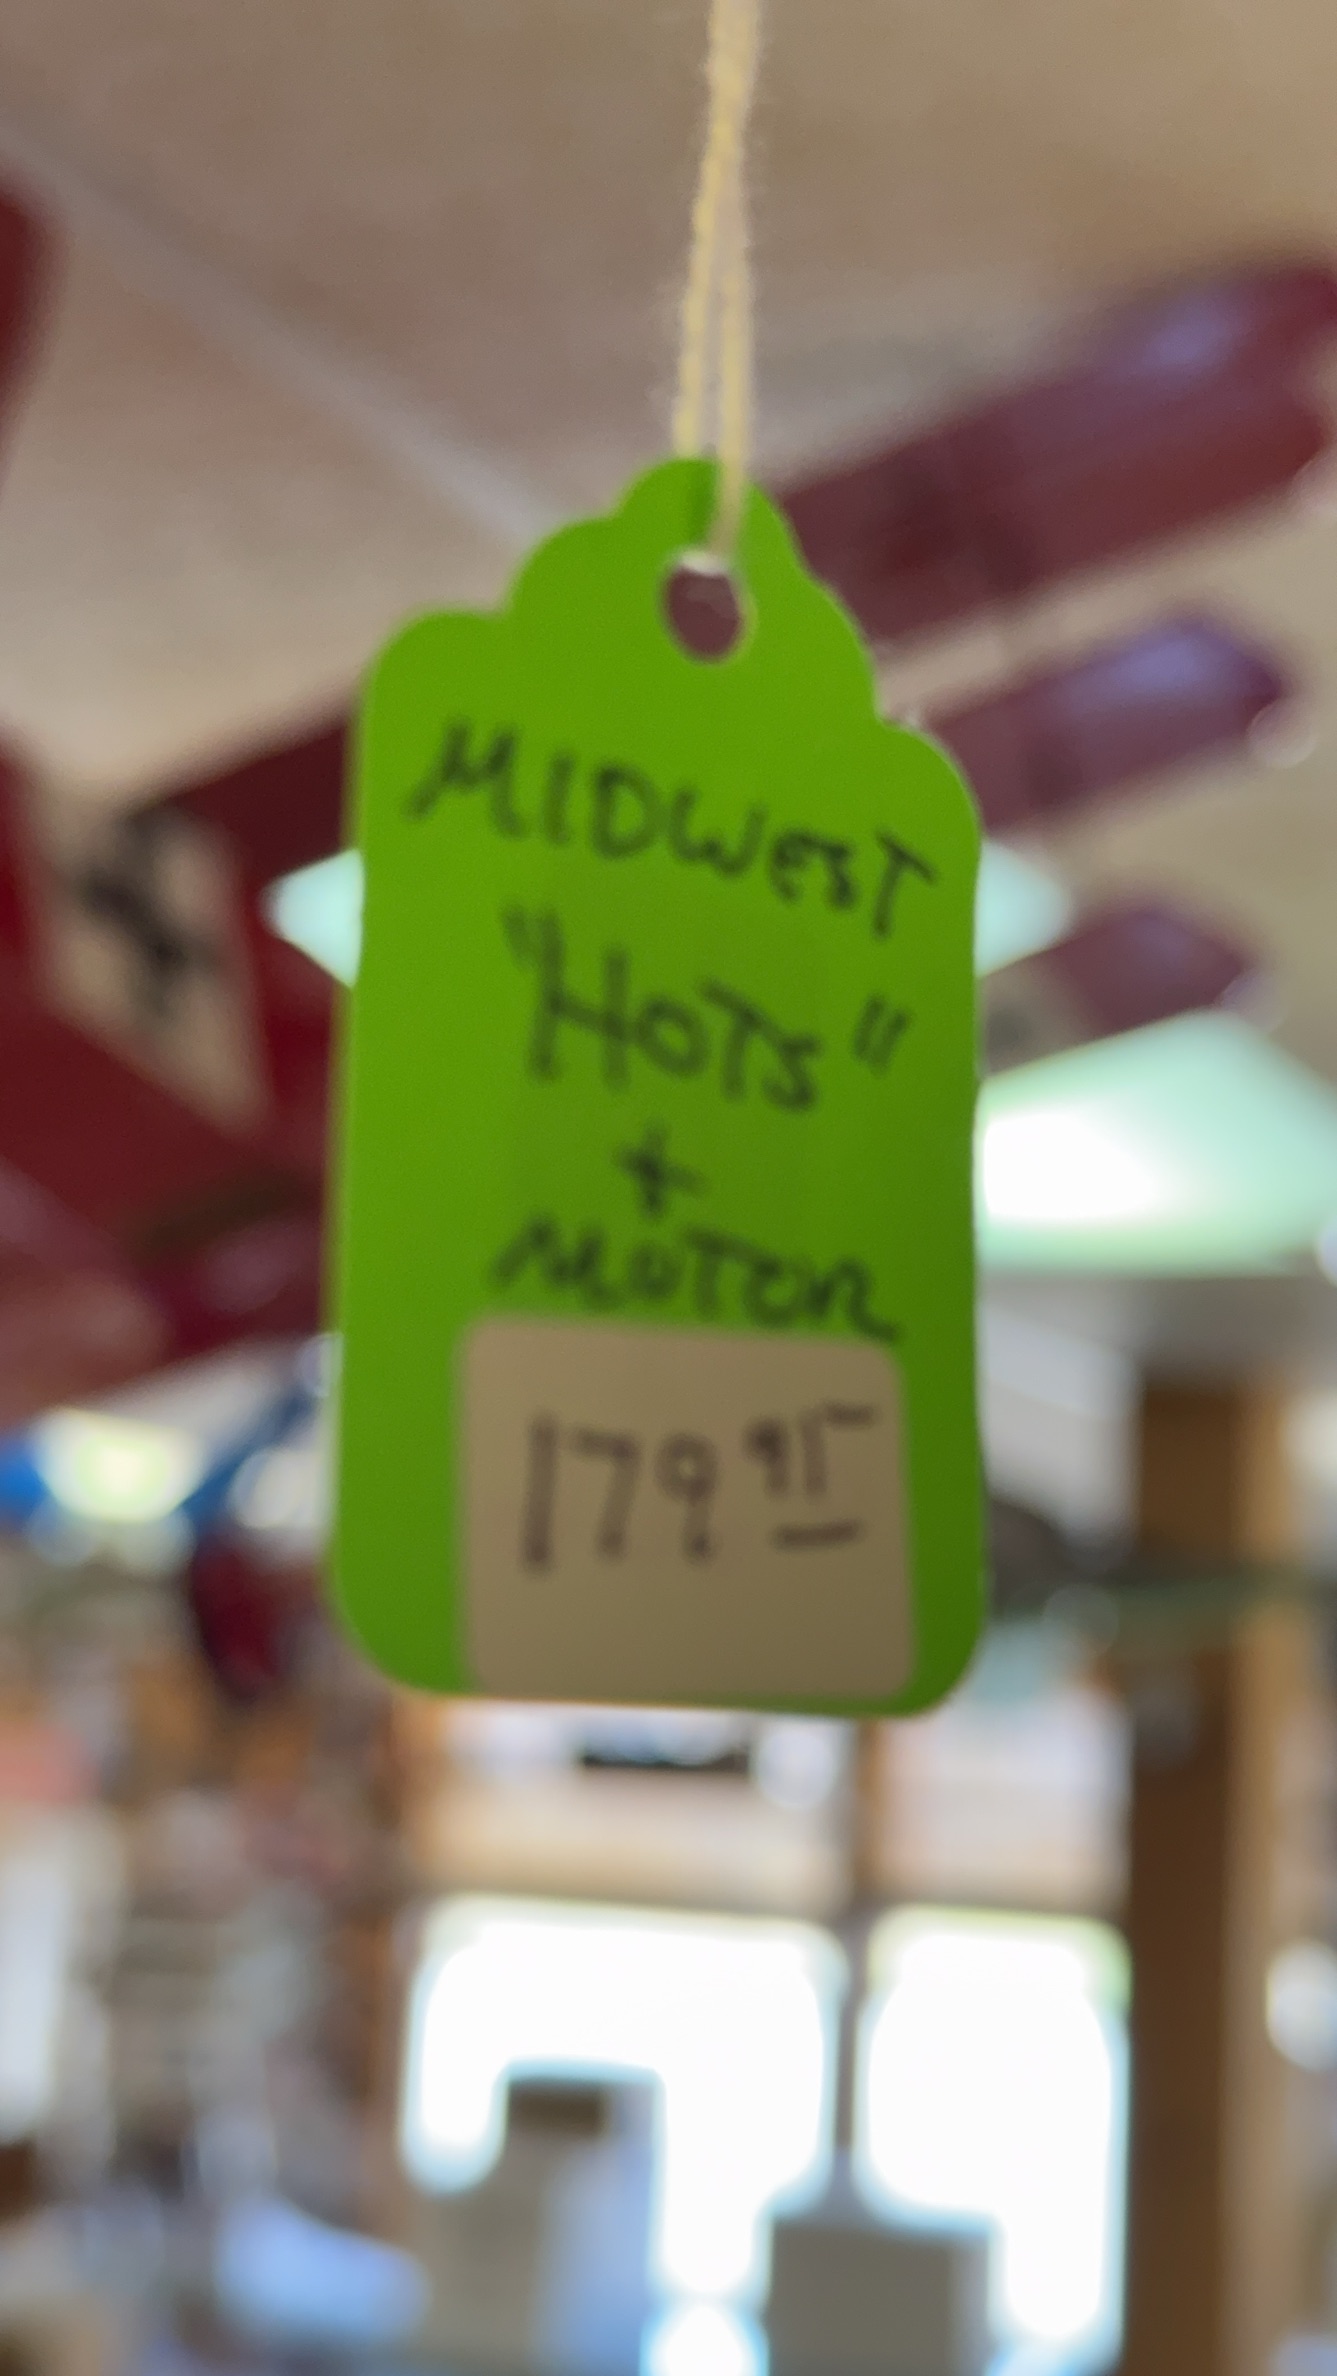 MIDWEST
"HOTS"
+
MOTOR
179 95